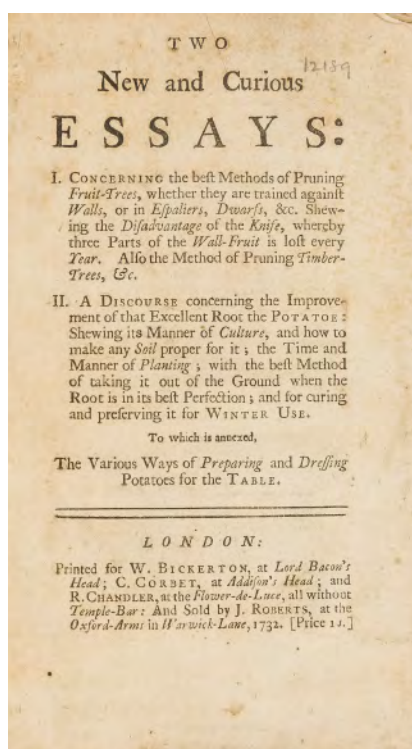 TWO
12189
New and Curious
ESSAYS:
I. CONCERNING the beſt Methods of Pruning
Fruit-Trees, whether they are trained againſt
Walls, or in Eſpaliers, Dwarfs, &c. Shew-
ing the Diſadvantage of the Knife, whereby
three Parts of the Wall-Fruit is loſt every
Year. Alſo the Method of Pruning Timber-
Trees, &c.
II. A DISCOURSE concerning the Improve-
ment of that Excellent Root the POTATOE:
Shewing its Manner of Culture, and how to
make any Soil proper for it; the Time and
Manner of Planting; with the beſt Method
of taking it out of the Ground when the
Root is in its beſt Perfection; and for curing
and preſerving it for WINTER USE.
To which is annexed,
The Various Ways of Preparing and Dreſſing
Potatoes for the TABLE.
LONDON:
Printed for W. BICKERTON, at Lord Bacon's
Head; C. CORBET, at Addiſon's Head; and
R. CHANDLER, at the Flower-de-Luce, all without
Temple-Bar: And Sold by J. ROBERTS, at the
Oxford-Arms in Warwick-Lane, 1732. [Price 1s.]